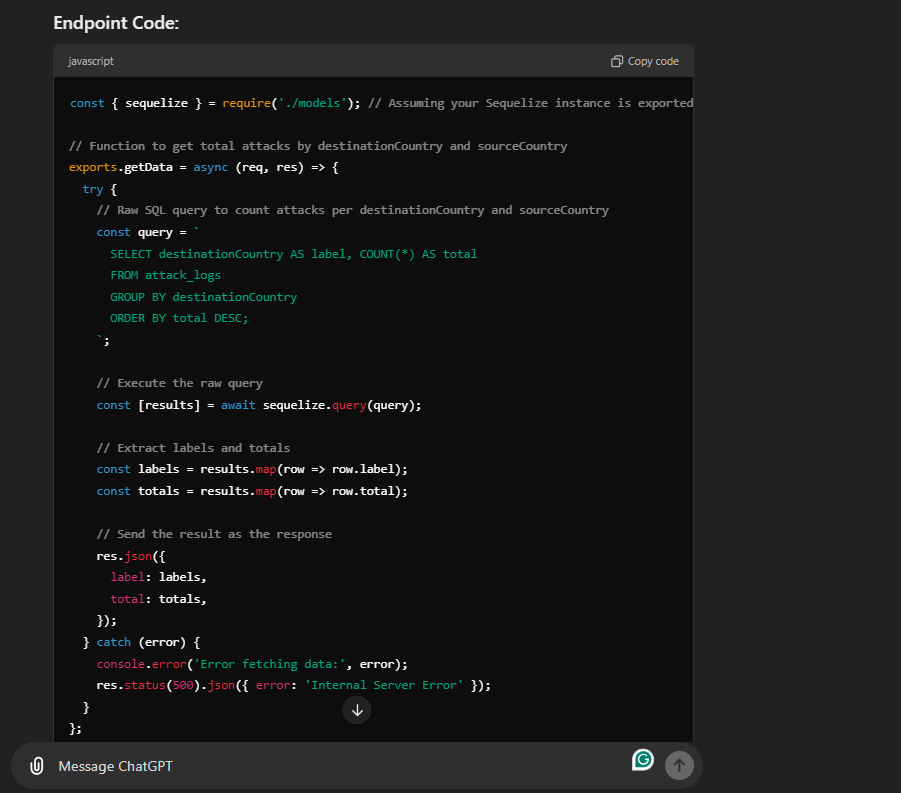 Endpoint Code:
javascript
Copy code
const { sequelize } = require('./models'); // Assuming your Sequelize instance is exported
// Function to get total attacks by destinationCountry and sourceCountry
exports.getData = async (req, res) => {
  try {
    // Raw SQL query to count attacks per destinationCountry and sourceCountry
    const query = `
      SELECT destinationCountry AS label, COUNT(*) AS total
      FROM attack_logs
      GROUP BY destinationCountry
      ORDER BY total DESC;
    `;
    // Execute the raw query
    const [results] = await sequelize.query(query);
    // Extract labels and totals
    const labels = results.map(row => row.label);
    const totals = results.map(row => row.total);
    // Send the result as the response
    res.json({
      label: labels,
      total: totals,
    });
  } catch (error) {
    console.error('Error fetching data:', error);
    res.status(500).json({ error: 'Internal Server Error' });
  }
};
Message ChatGPT